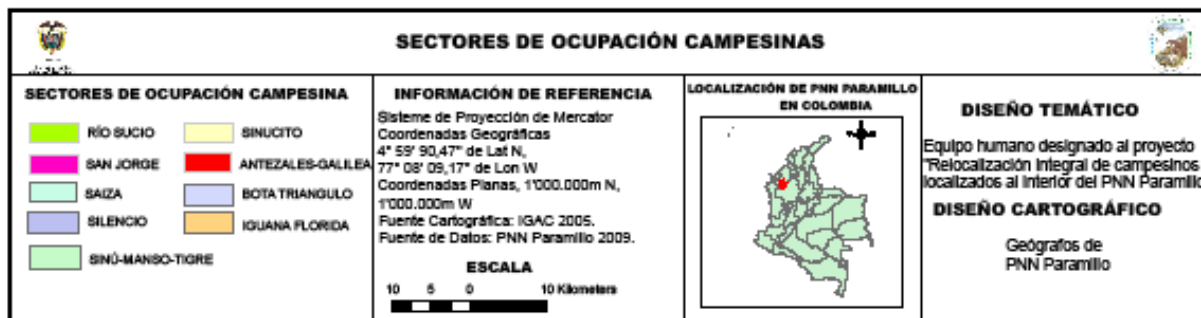 SECTORES DE OCUPACIÓN CAMPESINAS
SECTORES DE OCUPACIÓN CAMPESINA
RÍO SUCIO
SINUCITO
SAN JORGE
ANTEZALES-GALILEA
SAIZA
BOTA TRIANGULO
SILENCIO
IGUANA FLORIDA
SINÚ-MANSO-TIGRE
INFORMACIÓN DE REFERENCIA
Sisteme de Proyección de Mercator
Coordenadas Geográficas
4° 59' 90,47" de Lat N,
77° 08' 09,17" de Lon W
Coordenadas Planas, 1'000.000m N,
1'000.000m W
Fuente Cartográfica: IGAC 2005.
Fuente de Datos: PNN Paramillo 2009.
ESCALA
10 5 0 10 Kilometers
LOCALIZACIÓN DE PNN PARAMILLO
EN COLOMBIA
DISEÑO TEMÁTICO
Equipo humano designado al proyecto
"Relocalización Integral de campesinos
localizados al Interior del PNN Paramillo
DISEÑO CARTOGRÁFICO
Geógrafos de
PNN Paramillo